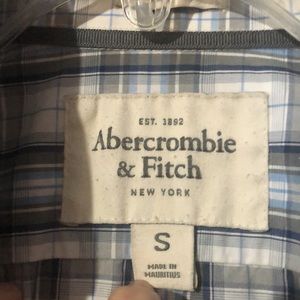 EST. 1892
Abercrombie
& Fitch
NEW YORK
S
MADE IN
MAURITIUS